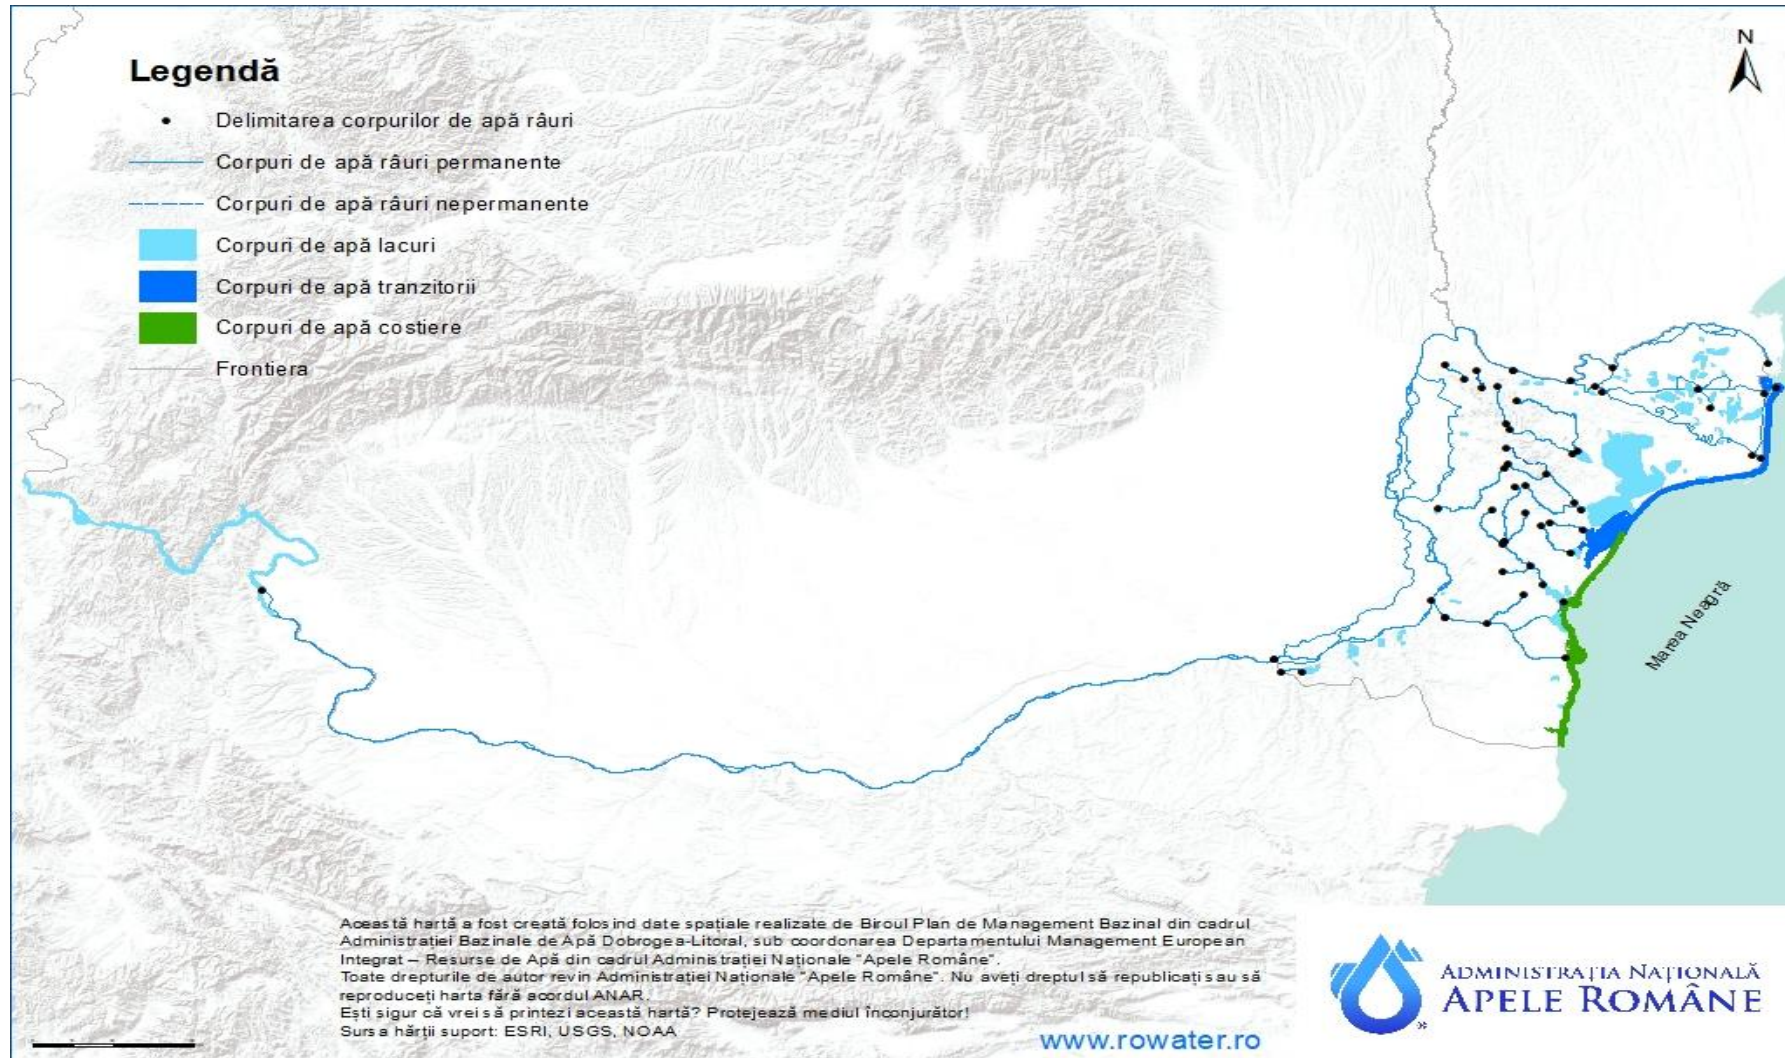 N
Legendă
Delimitarea corpurilor de apă râuri
Corpuri de apă râuri permanente
Corpuri de apă râuri nepermanente
Corpuri de apă lacuri
Corpuri de apă tranzitorii
Corpuri de apă costiere
Frontiera
Marea Neagră
Această hartă a fost creată folosind date spațiale realizate de Biroul Plan de Management Bazinal din cadrul
Administrației Bazinale de Apă Dobrogea-Litoral, sub coordonarea Departamentului Management European
Integrat – Resurse de Apă din cadrul Administrației Naționale "Apele Române".
Toate drepturile de autor revin Administrației Naționale "Apele Române". Nu aveți dreptul să republicați sau să
reproduceți harta fără acordul ANAR.
Ești sigur că vrei să printezi această hartă? Protejează mediul înconjurător!
Sursa hărții suport: ESRI, USGS, NOAA
www.rowater.ro
ADMINISTRAȚIA NAȚIONALĂ
APELE ROMÂNE